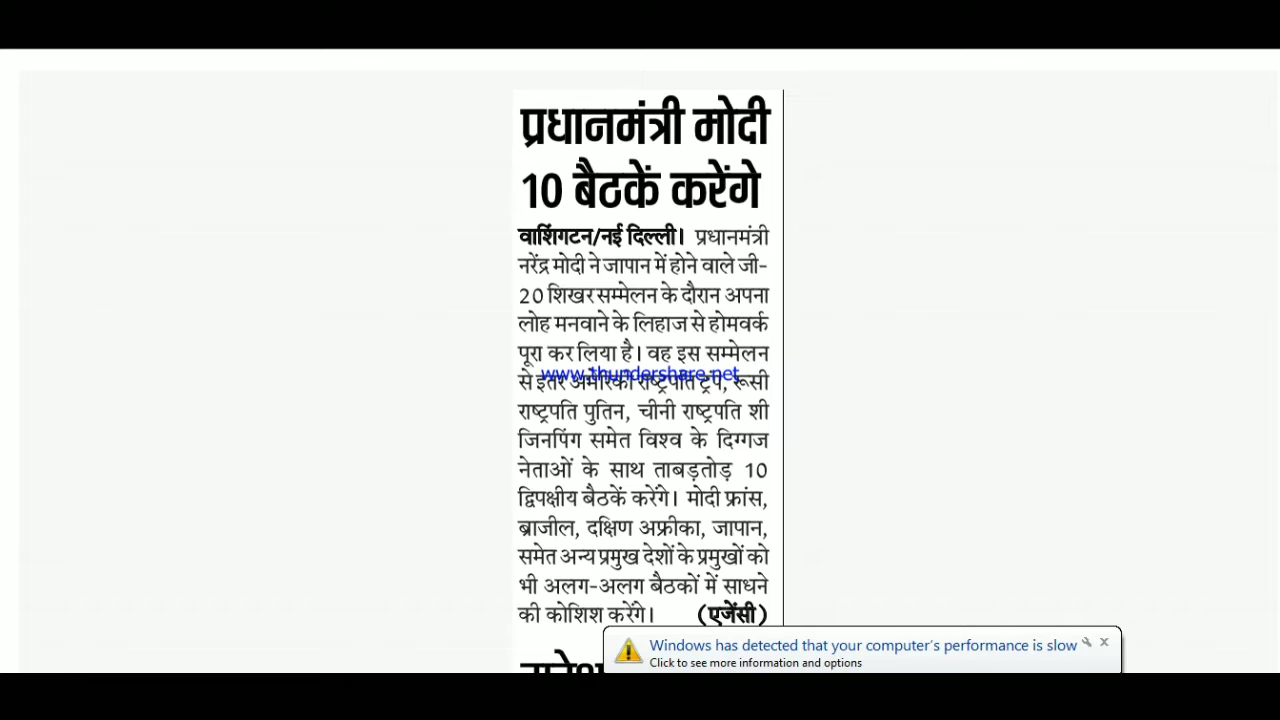 प्रधानमंत्री मोदी
10 बैठकें करेंगे
वाशिंगटन/नई दिल्ली। प्रधानमंत्री
नरेंद्र मोदी ने जापान में होने वाले जी-
20 शिखर सम्मेलन के दौरान अपना
लोह मनवाने के लिहाज से होमवर्क
पूरा कर लिया है। वह इस सम्मेलन
www.thundershare.net
से इतर अमेरिकी राष्ट्रपति ट्रंप, रूसी
राष्ट्रपति पुतिन, चीनी राष्ट्रपति शी
जिनपिंग समेत विश्व के दिग्गज
नेताओं के साथ ताबड़तोड़ 10
द्विपक्षीय बैठकें करेंगे। मोदी फ्रांस,
ब्राजील, दक्षिण अफ्रीका, जापान,
समेत अन्य प्रमुख देशों के प्रमुखों को
भी अलग-अलग बैठकों में साधने
की कोशिश करेंगे। (एजेंसी)
Windows has detected that your computer's performance is slow
Click to see more information and options